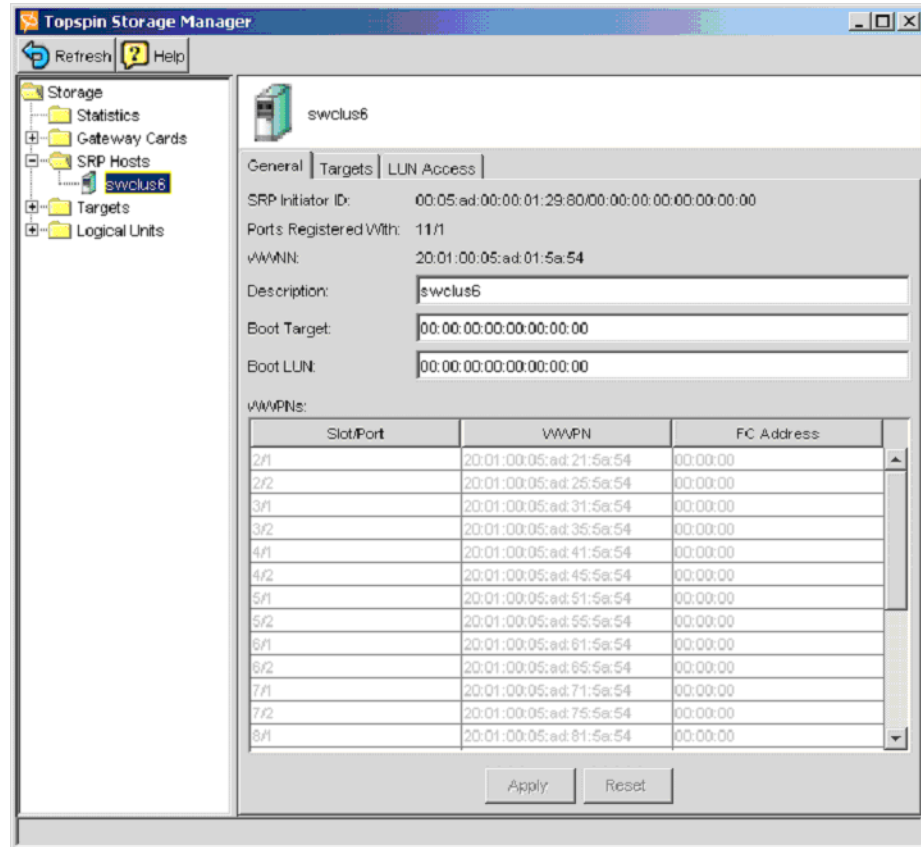 Topspin Storage Manager
Refresh Help
Storage
Statistics
Gateway Cards
SRP Hosts
swclus6
Targets
Logical Units
swclus6
General Targets LUN Access
SRP Initiator ID: 00:05:ad:00:00:01:29:80/00:00:00:00:00:00:00:00
Ports Registered With: 11/1
WWNN: 20:01:00:05:ad:01:5a:54
Description: swclus6
Boot Target: 00:00:00:00:00:00:00:00
Boot LUN: 00:00:00:00:00:00:00:00
WWPNs:
Slot/Port WWPN FC Address
2/1 20:01:00:05:ad:21:5a:54 00:00:00
2/2 20:01:00:05:ad:25:5a:54 00:00:00
3/1 20:01:00:05:ad:31:5a:54 00:00:00
3/2 20:01:00:05:ad:35:5a:54 00:00:00
4/1 20:01:00:05:ad:41:5a:54 00:00:00
4/2 20:01:00:05:ad:45:5a:54 00:00:00
5/1 20:01:00:05:ad:51:5a:54 00:00:00
5/2 20:01:00:05:ad:55:5a:54 00:00:00
6/1 20:01:00:05:ad:61:5a:54 00:00:00
6/2 20:01:00:05:ad:65:5a:54 00:00:00
7/1 20:01:00:05:ad:71:5a:54 00:00:00
7/2 20:01:00:05:ad:75:5a:54 00:00:00
8/1 20:01:00:05:ad:81:5a:54 00:00:00
Apply Reset